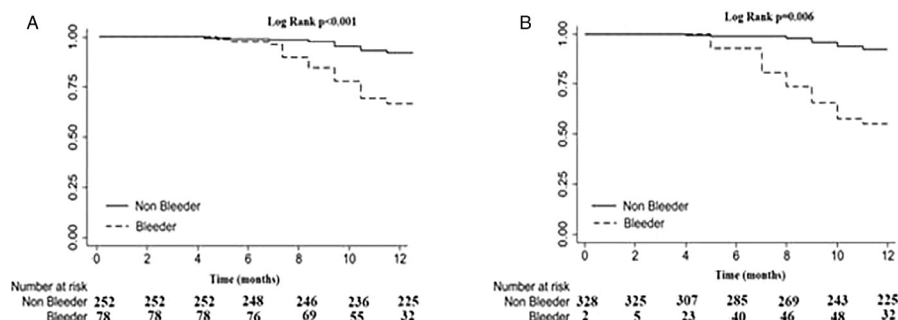 A
Log Rank p<0.001
1.00
0.75
0.50
0.25
0.00
Non Bleeder
Bleeder
0 2 4 6 8 10 12
Time (months)
Number at risk
Non Bleeder 252 252 252 248 246 236 225
Bleeder 78 78 78 76 69 55 32
B
Log Rank p=0.006
1.00
0.75
0.50
0.25
0.00
Non Bleeder
Bleeder
0 2 4 6 8 10 12
Time (months)
Number at risk
Non Bleeder 328 325 307 285 269 243 225
Bleeder 2 5 23 40 46 48 32